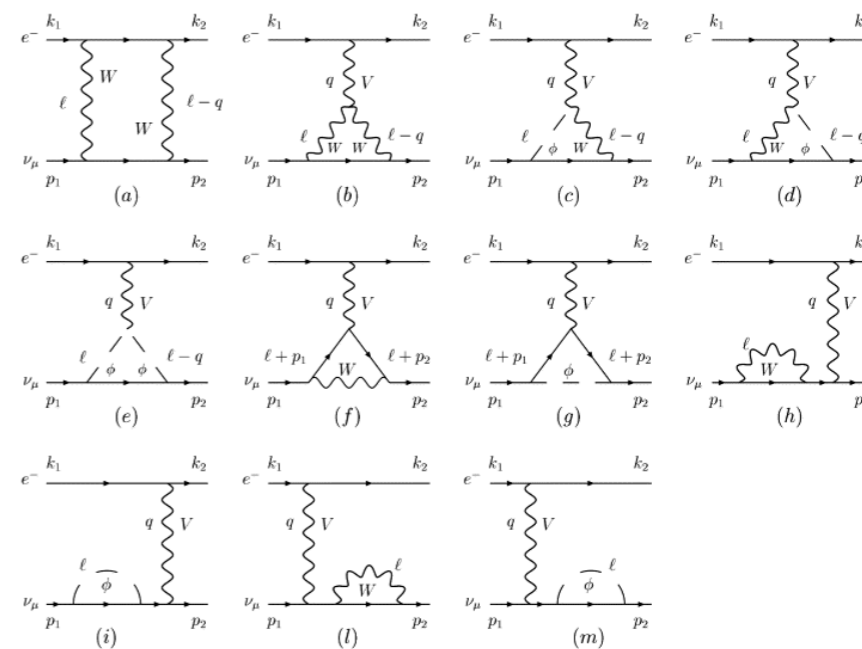 k₁ k₂ k₁ k₂ k₁ k₂ k₁ k
e⁻ e⁻ e⁻ e⁻
W q V q V q V
ℓ ℓ − q
W ℓ W W ℓ − q ℓ ϕ W ℓ − q ℓ W ϕ ℓ − q
ν_μ ν_μ ν_μ ν_μ
p₁ p₂ p₁ p₂ p₁ p₂ p₁ p
(a) (b) (c) (d)
k₁ k₂ k₁ k₂ k₁ k₂ k₁ k
e⁻ e⁻ e⁻ e⁻
q V q V q V q V
ℓ ϕ ϕ ℓ − q ℓ + p₁ W ℓ + p₂ ℓ + p₁ ϕ ℓ + p₂ ℓ W
ν_μ ν_μ ν_μ ν_μ
p₁ p₂ p₁ p₂ p₁ p₂ p₁ p
(e) (f) (g) (h)
k₁ k₂ k₁ k₂ k₁ k₂
e⁻ e⁻ e⁻
q V q V q V
ℓ ϕ W ℓ ϕ ℓ
ν_μ ν_μ ν_μ
p₁ p₂ p₁ p₂ p₁ p₂
(i) (l) (m)